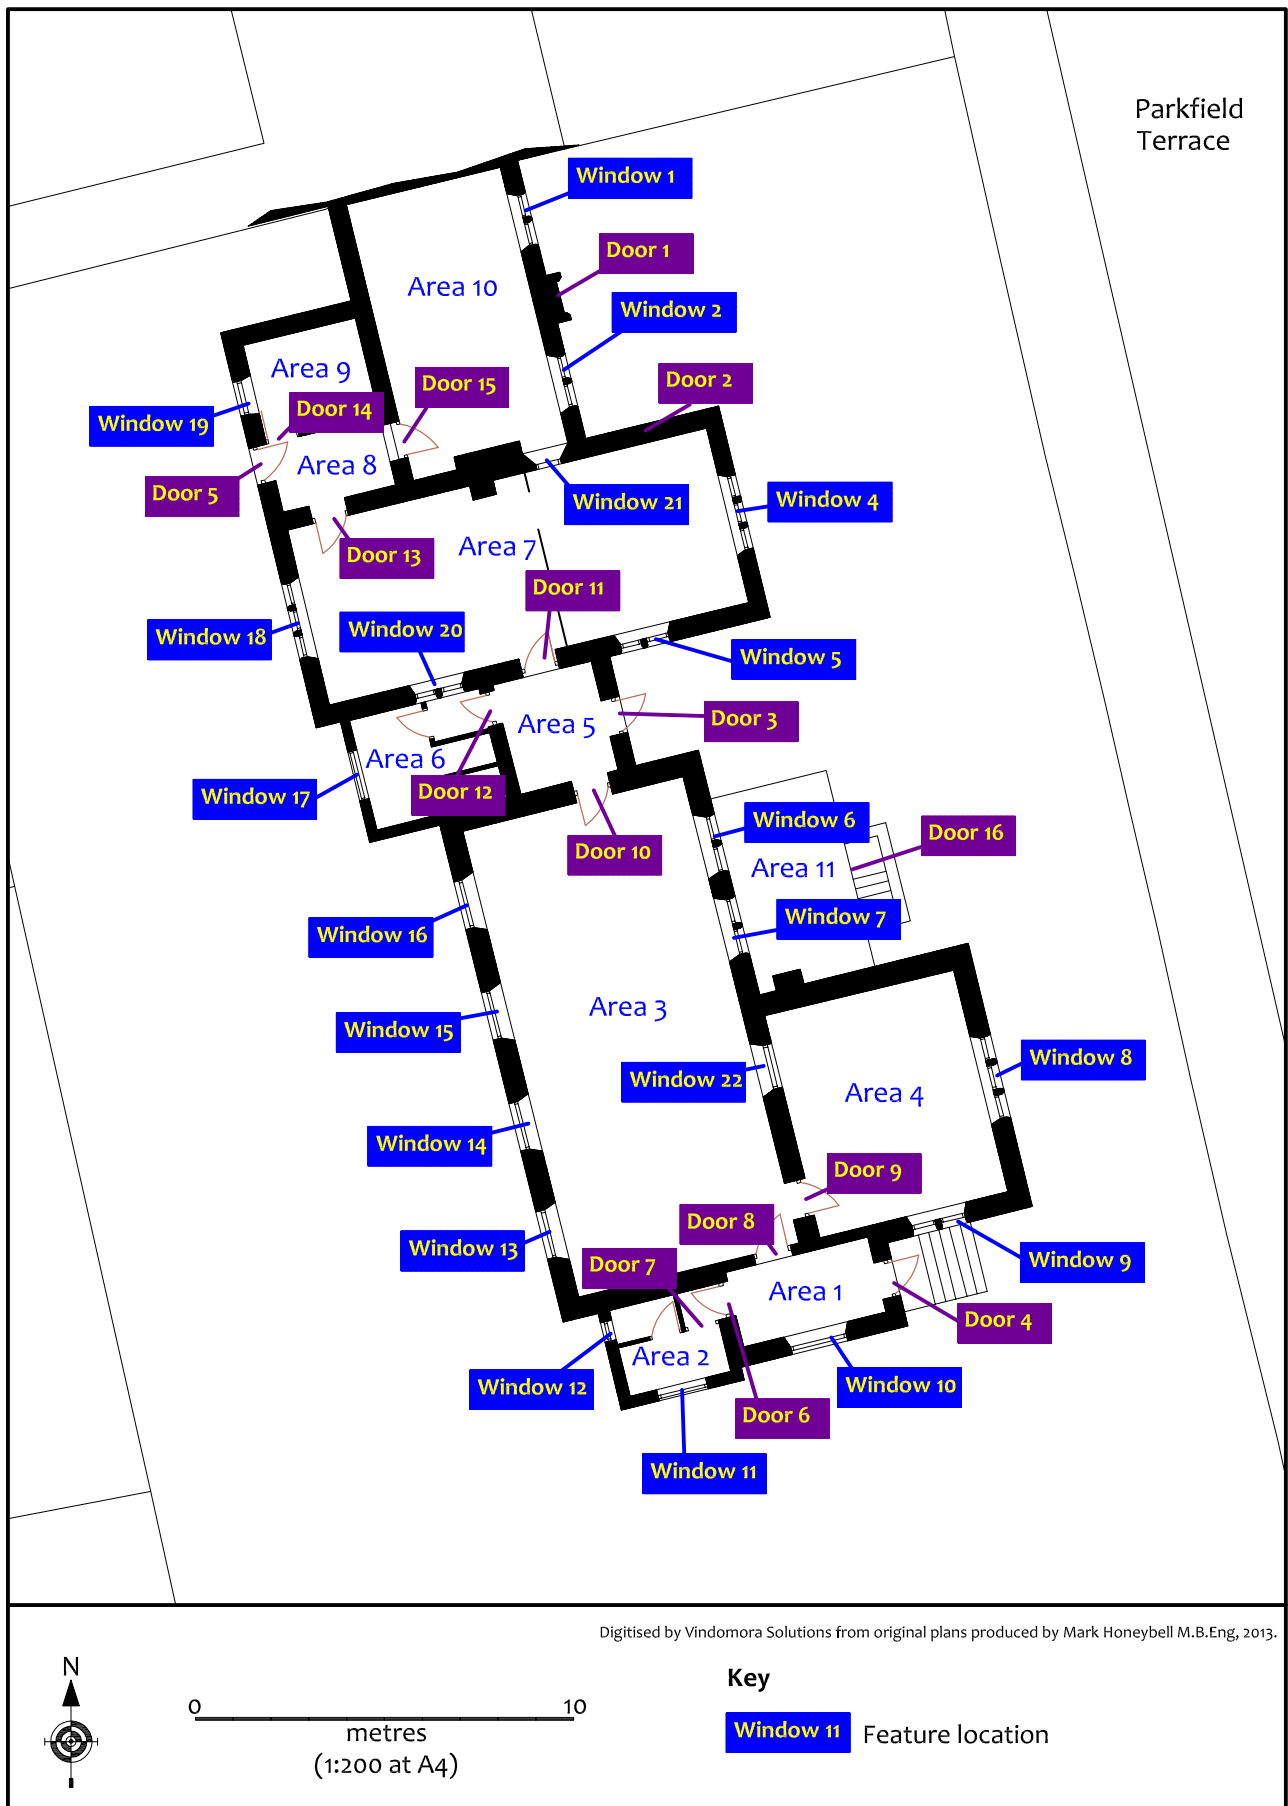 Parkfield
Terrace
Window 1
Door 1
Area 10
Window 2
Area 9
Door 15
Door 2
Door 14
Window 19
Area 8
Door 5
Window 21
Window 4
Area 7
Door 13
Door 11
Window 18
Window 20
Window 5
Area 5
Door 3
Area 6
Window 17
Door 12
Window 6
Door 16
Door 10
Area 11
Window 7
Window 16
Area 3
Window 15
Window 8
Window 22
Area 4
Window 14
Door 9
Door 8
Window 13
Door 7
Window 9
Area 1
Door 4
Area 2
Window 12
Window 10
Door 6
Window 11
Digitised by Vindomora Solutions from original plans produced by Mark Honeybell M.B.Eng, 2013.
N
Key
0 10
metres
(1:200 at A4)
Window 11 Feature location